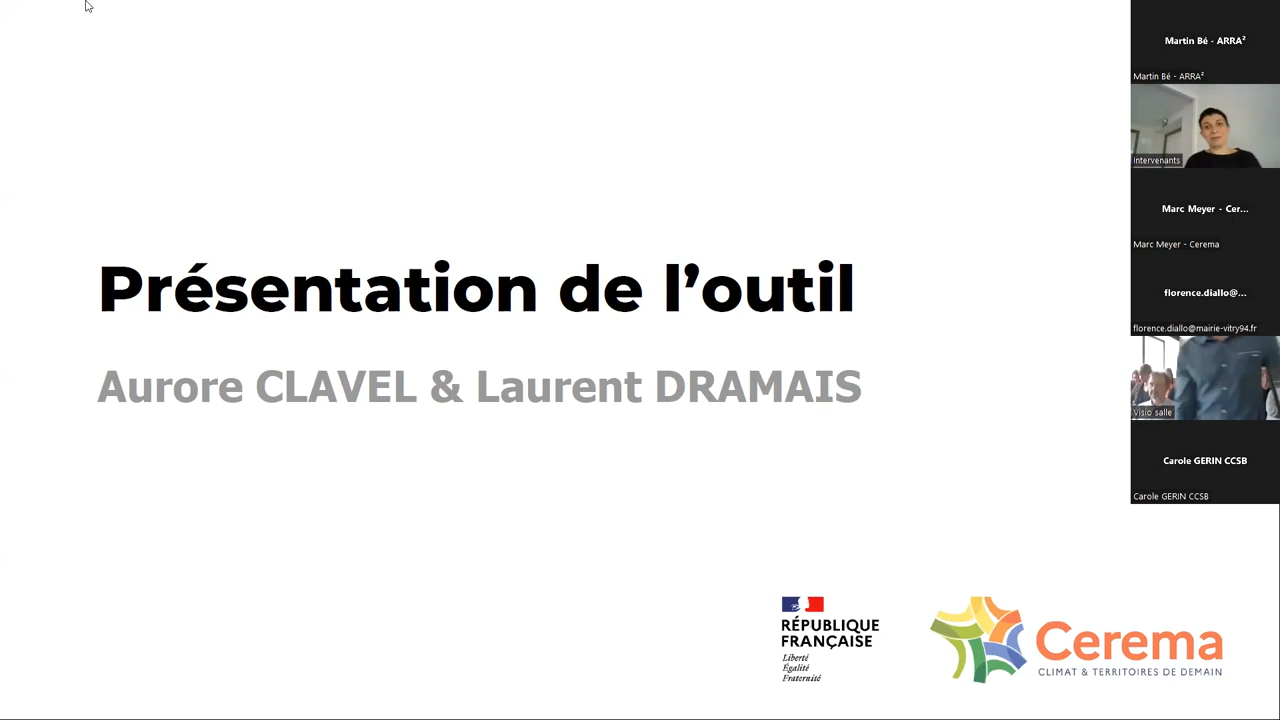 Présentation de l’outil
Aurore CLAVEL & Laurent DRAMAIS
RÉPUBLIQUE
FRANÇAISE
Liberté
Égalité
Fraternité
Cerema
CLIMAT & TERRITOIRES DE DEMAIN
Martin Bé - ARRA²
Martin Bé - ARRA²
Intervenants
Marc Meyer - Cer...
Marc Meyer - Cerema
florence.diallo@...
florence.diallo@mairie-vitry94.fr
Visio salle
Carole GERIN CCSB
Carole GERIN CCSB